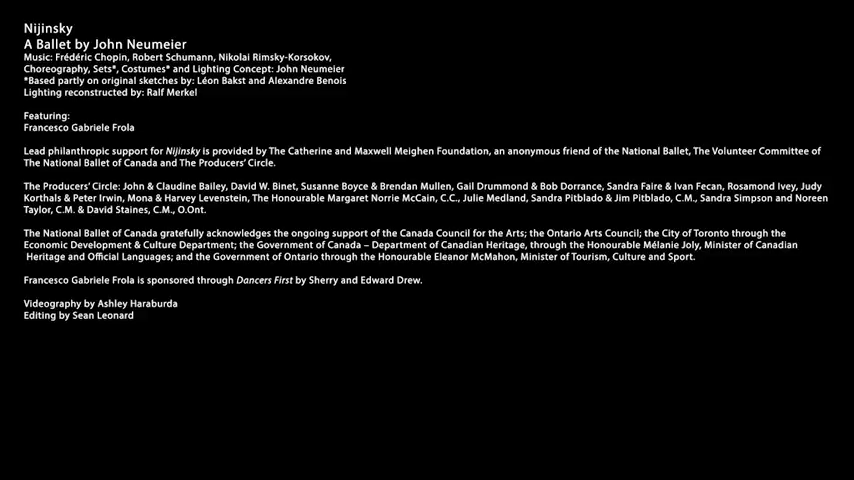 Nijinsky
A Ballet by John Neumeier
Music: Frédéric Chopin, Robert Schumann, Nikolai Rimsky-Korsokov,
Choreography, Sets*, Costumes* and Lighting Concept: John Neumeier
*Based partly on original sketches by: Léon Bakst and Alexandre Benois
Lighting reconstructed by: Ralf Merkel
Featuring:
Francesco Gabriele Frola
Lead philanthropic support for Nijinsky is provided by The Catherine and Maxwell Meighen Foundation, an anonymous friend of the National Ballet, The Volunteer Committee of
The National Ballet of Canada and The Producers' Circle.
The Producers' Circle: John & Claudine Bailey, David W. Binet, Susanne Boyce & Brendan Mullen, Gail Drummond & Bob Dorrance, Sandra Faire & Ivan Fecan, Rosamond Ivey, Judy
Korthals & Peter Irwin, Mona & Harvey Levenstein, The Honourable Margaret Norrie McCain, C.C., Julie Medland, Sandra Pitblado & Jim Pitblado, C.M., Sandra Simpson and Noreen
Taylor, C.M. & David Staines, C.M., O.Ont.
The National Ballet of Canada gratefully acknowledges the ongoing support of the Canada Council for the Arts; the Ontario Arts Council; the City of Toronto through the
Economic Development & Culture Department; the Government of Canada – Department of Canadian Heritage, through the Honourable Mélanie Joly, Minister of Canadian
Heritage and Official Languages; and the Government of Ontario through the Honourable Eleanor McMahon, Minister of Tourism, Culture and Sport.
Francesco Gabriele Frola is sponsored through Dancers First by Sherry and Edward Drew.
Videography by Ashley Haraburda
Editing by Sean Leonard